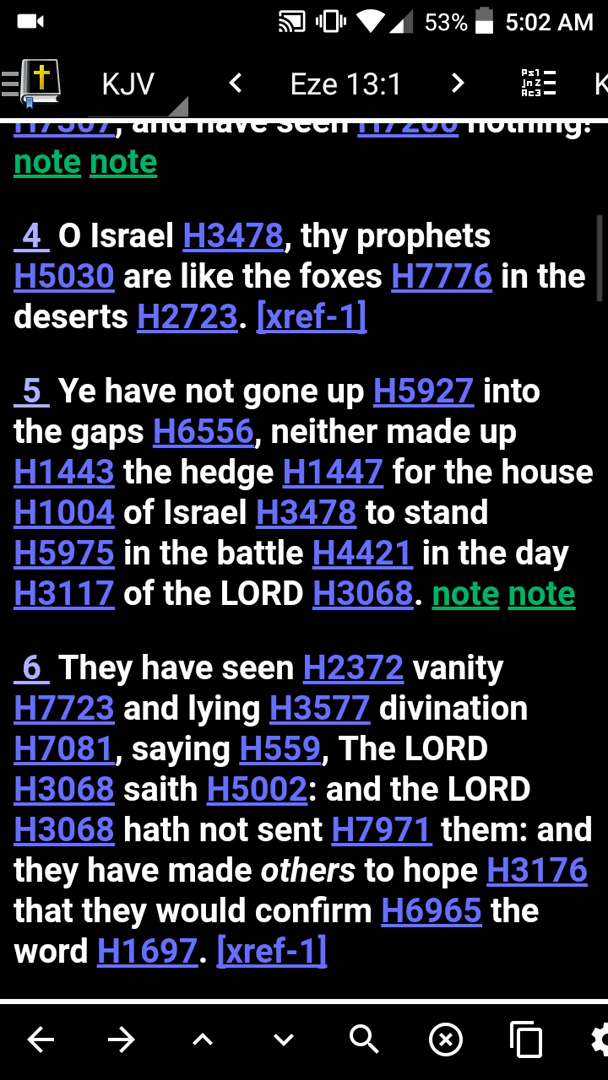 53% 5:02 AM
KJV Eze 13:1 K
H7307, and have seen H7200 nothing!
note note
4 O Israel H3478, thy prophets
H5030 are like the foxes H7776 in the
deserts H2723. [xref-1]
5 Ye have not gone up H5927 into
the gaps H6556, neither made up
H1443 the hedge H1447 for the house
H1004 of Israel H3478 to stand
H5975 in the battle H4421 in the day
H3117 of the LORD H3068. note note
6 They have seen H2372 vanity
H7723 and lying H3577 divination
H7081, saying H559, The LORD
H3068 saith H5002: and the LORD
H3068 hath not sent H7971 them: and
they have made others to hope H3176
that they would confirm H6965 the
word H1697. [xref-1]